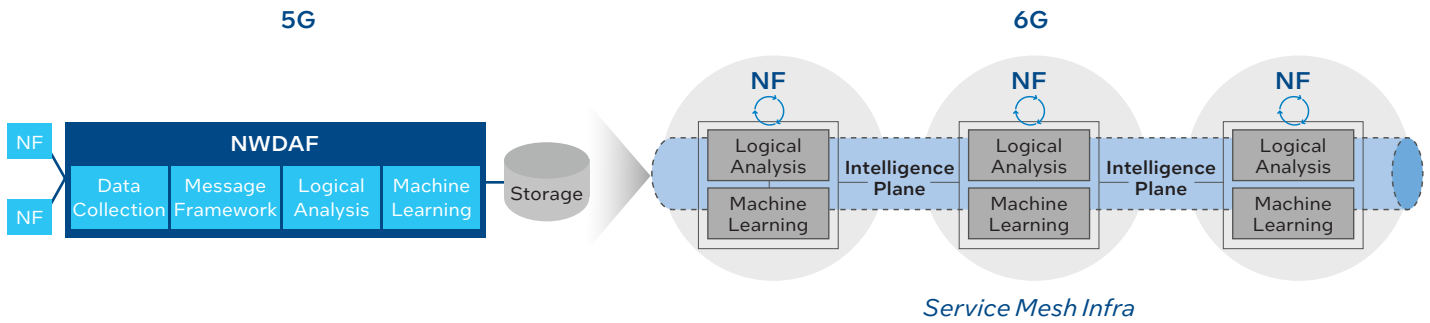 5G
NF
NF
NWDAF
Data
Collection
Message
Framework
Logical
Analysis
Machine
Learning
Storage
6G
NF
Logical
Analysis
Machine
Learning
Intelligence
Plane
NF
Logical
Analysis
Machine
Learning
Intelligence
Plane
NF
Logical
Analysis
Machine
Learning
Service Mesh Infra